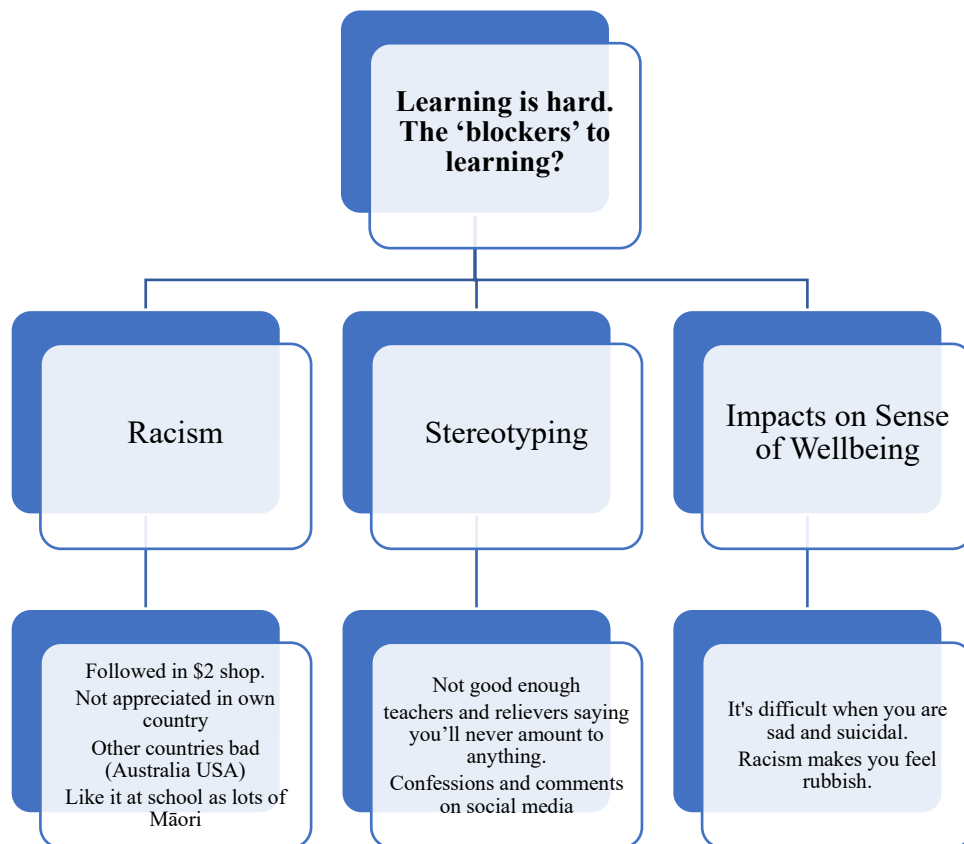 Learning is hard.
The ‘blockers’ to
learning?
Racism
Stereotyping
Impacts on Sense
of Wellbeing
Followed in $2 shop.
Not appreciated in own
country
Other countries bad
(Australia USA)
Like it at school as lots of
Māori
Not good enough
teachers and relievers saying
you’ll never amount to
anything.
Confessions and comments
on social media
It's difficult when you are
sad and suicidal.
Racism makes you feel
rubbish.